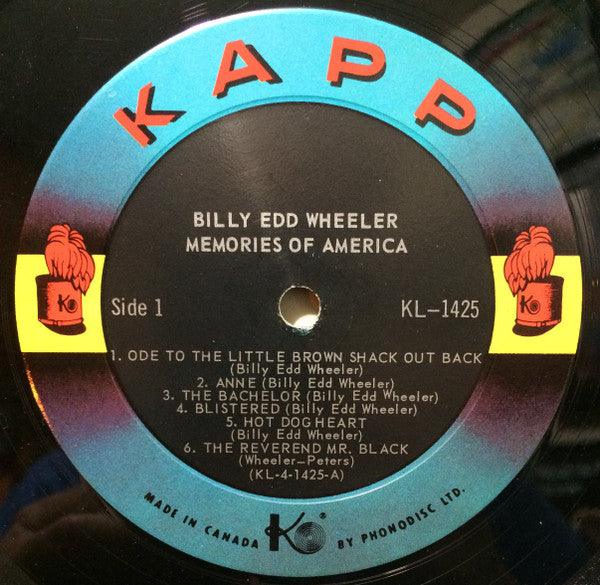 KAPP
BILLY EDD WHEELER
MEMORIES OF AMERICA
Side 1
KL-1425
K
K
1. ODE TO THE LITTLE BROWN SHACK OUT BACK
(Billy Edd Wheeler)
2. ANNE (Billy Edd Wheeler)
3. THE BACHELOR (Billy Edd Wheeler)
4. BLISTERED (Billy Edd Wheeler)
5. HOT DOG HEART
(Billy Edd Wheeler)
6. THE REVEREND MR. BLACK
(Wheeler-Peters)
(KL-4-1425-A)
MADE IN CANADA K ® BY PHONODISC LTD.